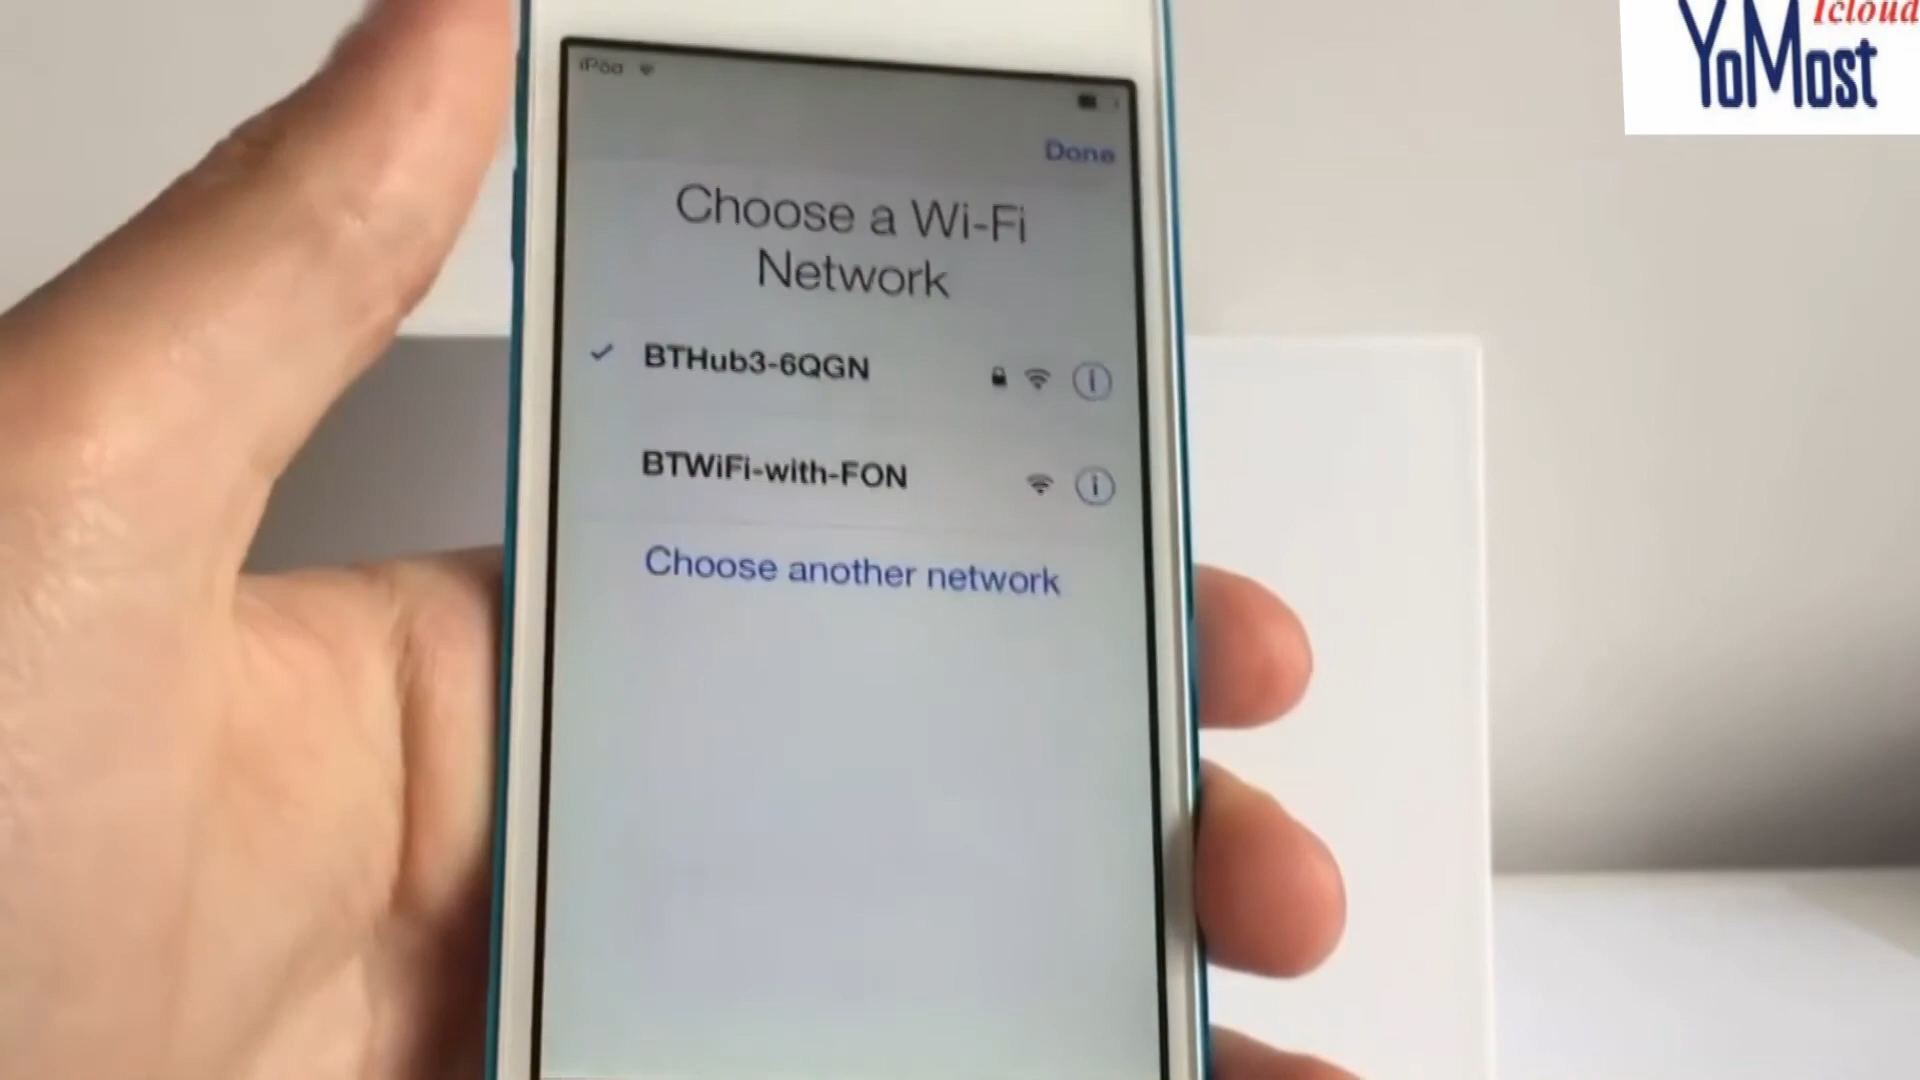 Icloud
YoMost
iPod
Done
Choose a Wi-Fi
Network
BTHub3-6QGN
BTWiFi-with-FON
Choose another network